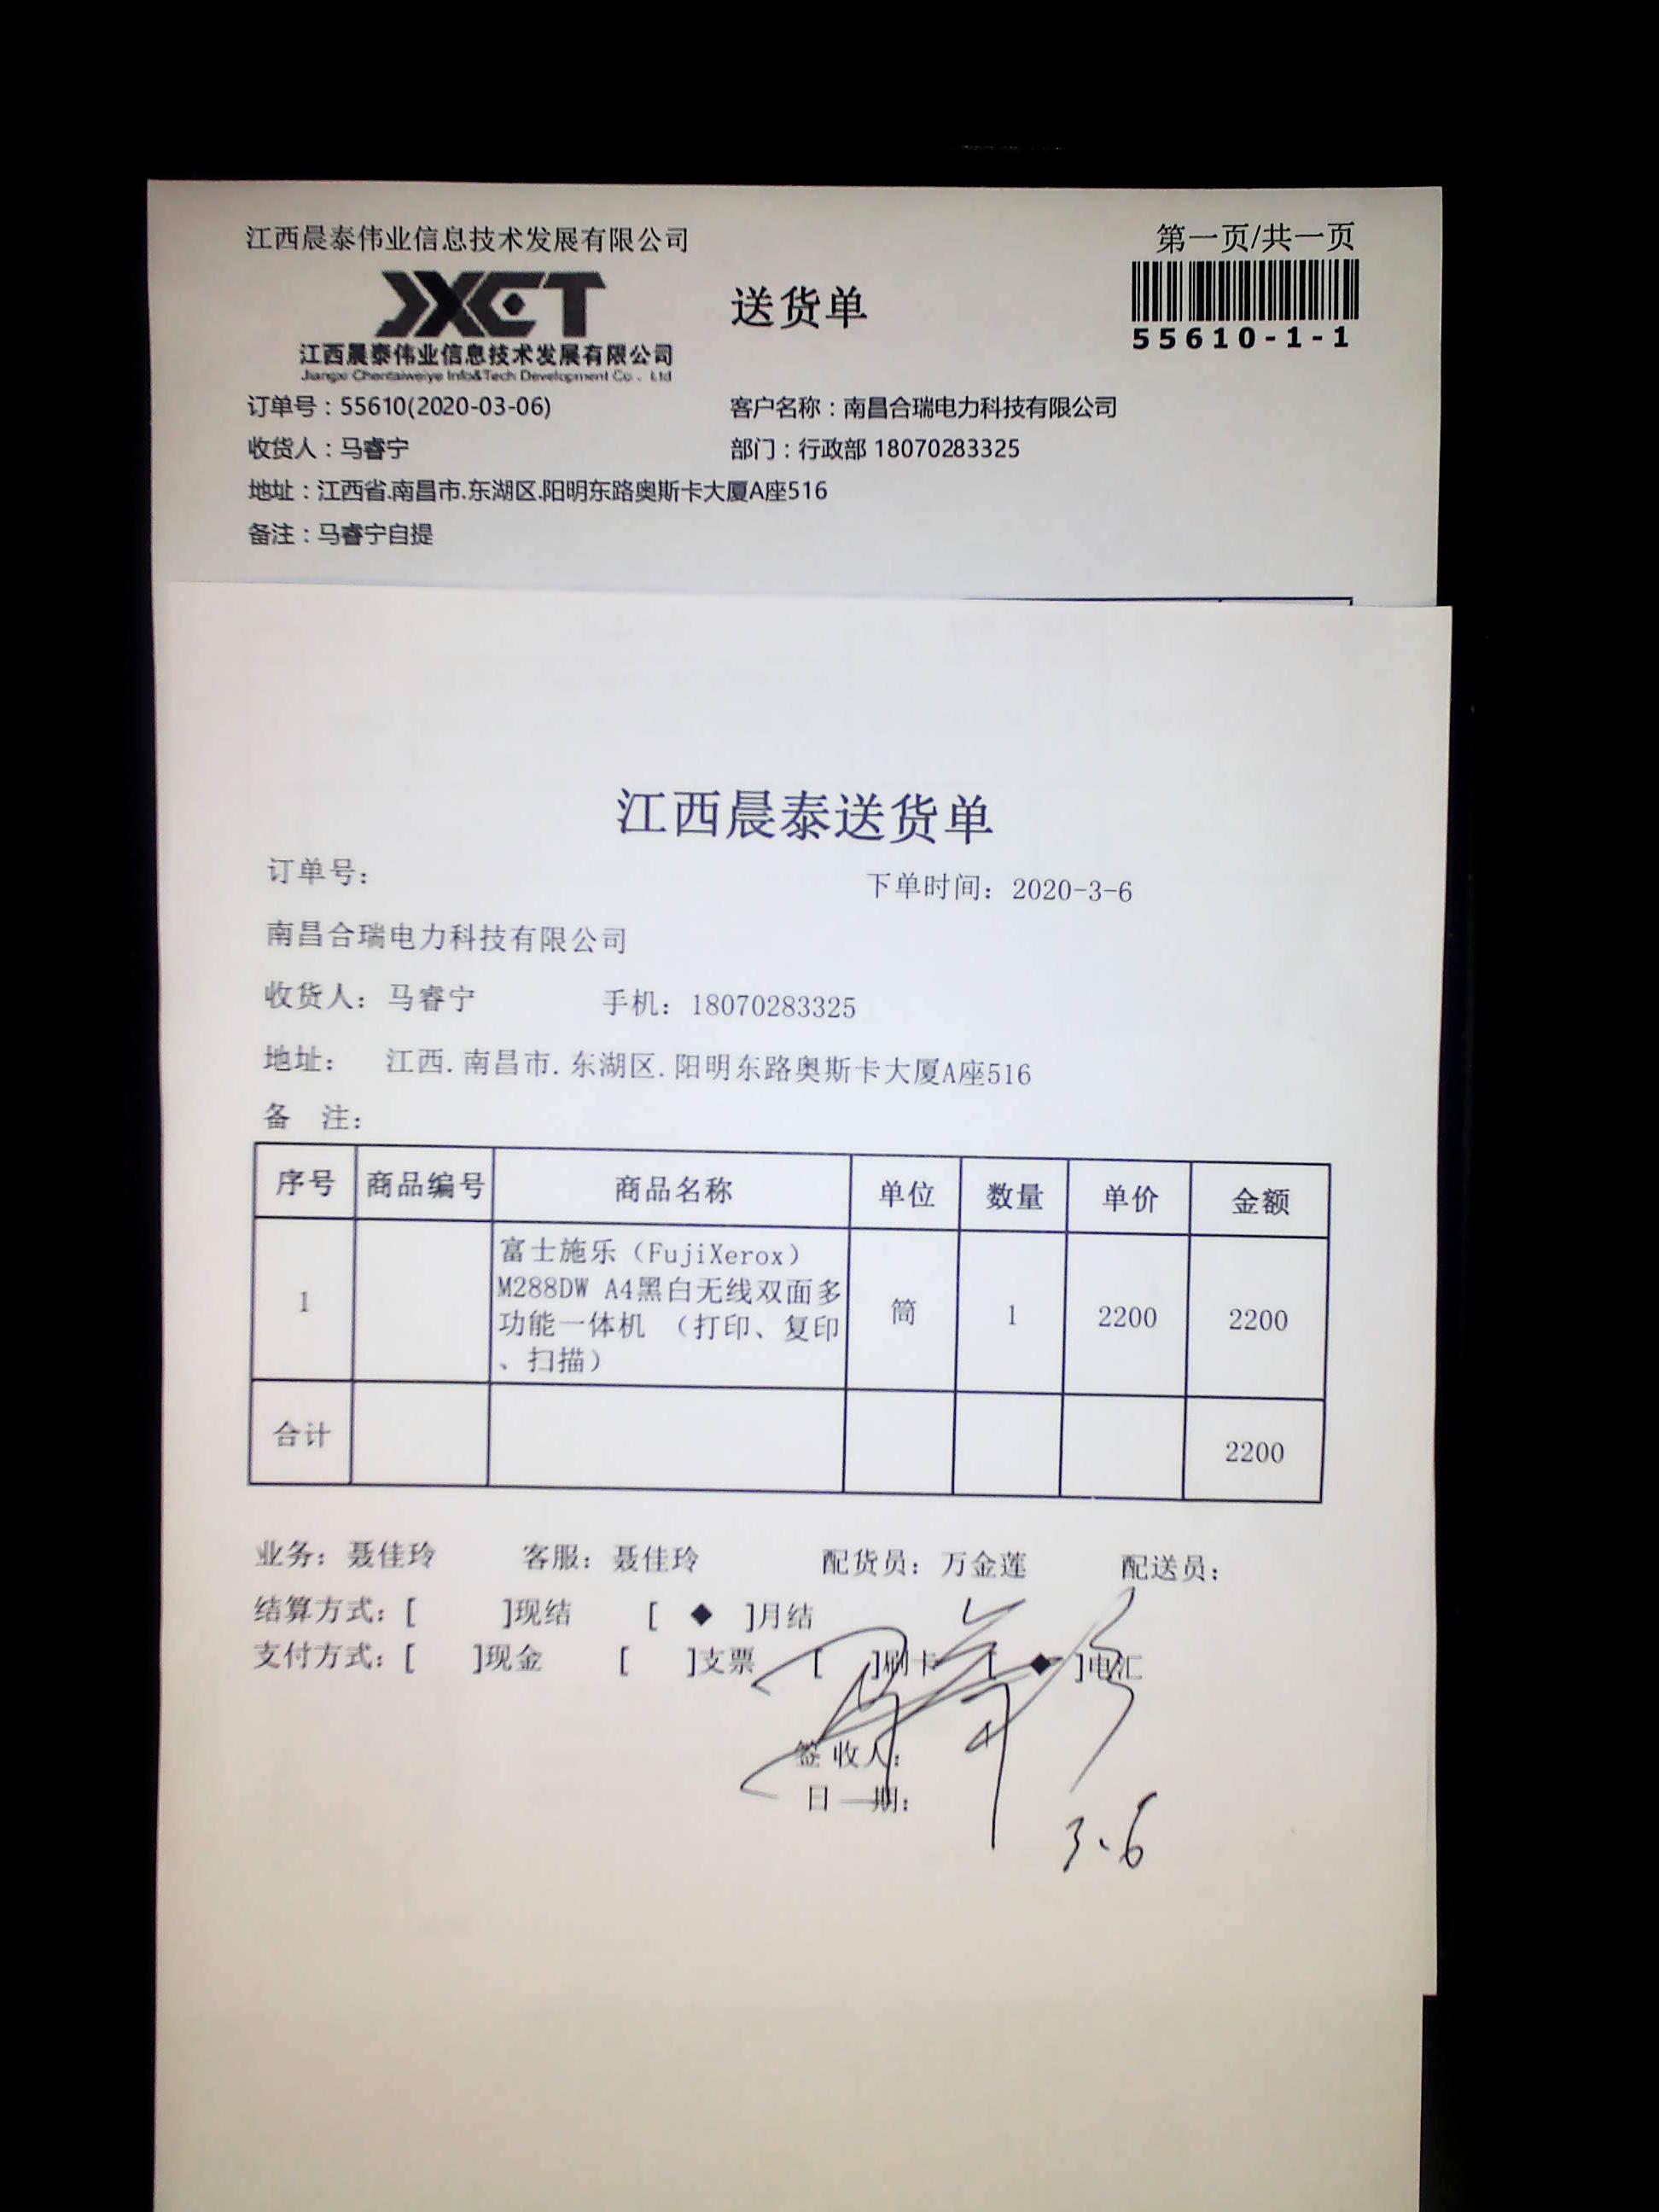 江西晨泰伟业信息技术发展有限公司
第一页/共一页
JXCT
送货单
55610-1-1
江西晨泰伟业信息技术发展有限公司
Jiangxi Chentaiweiye Info&Tech Development Co., Ltd
订单号：55610(2020-03-06) 客户名称：南昌合瑞电力科技有限公司
收货人：马睿宁 部门：行政部 18070283325
地址：江西省.南昌市.东湖区.阳明东路奥斯卡大厦A座516
备注：马睿宁自提
江西晨泰送货单
订单号： 下单时间：2020-3-6
南昌合瑞电力科技有限公司
收货人：马睿宁 手机：18070283325
地址： 江西.南昌市.东湖区.阳明东路奥斯卡大厦A座516
备 注：
序号 商品编号 商品名称 单位 数量 单价 金额
富士施乐（FujiXerox）
M288DW A4黑白无线双面多
1 功能一体机 （打印、复印 筒 1 2200 2200
、扫描）
合计 2200
业务：聂佳玲 客服：聂佳玲 配货员：万金莲 配送员：
结算方式：[ ]现结 [ ◆ ]月结
支付方式：[ ]现金 [ ]支票 [ ]刷卡 [ ◆ ]电汇
签收人：
日 期：
3.6